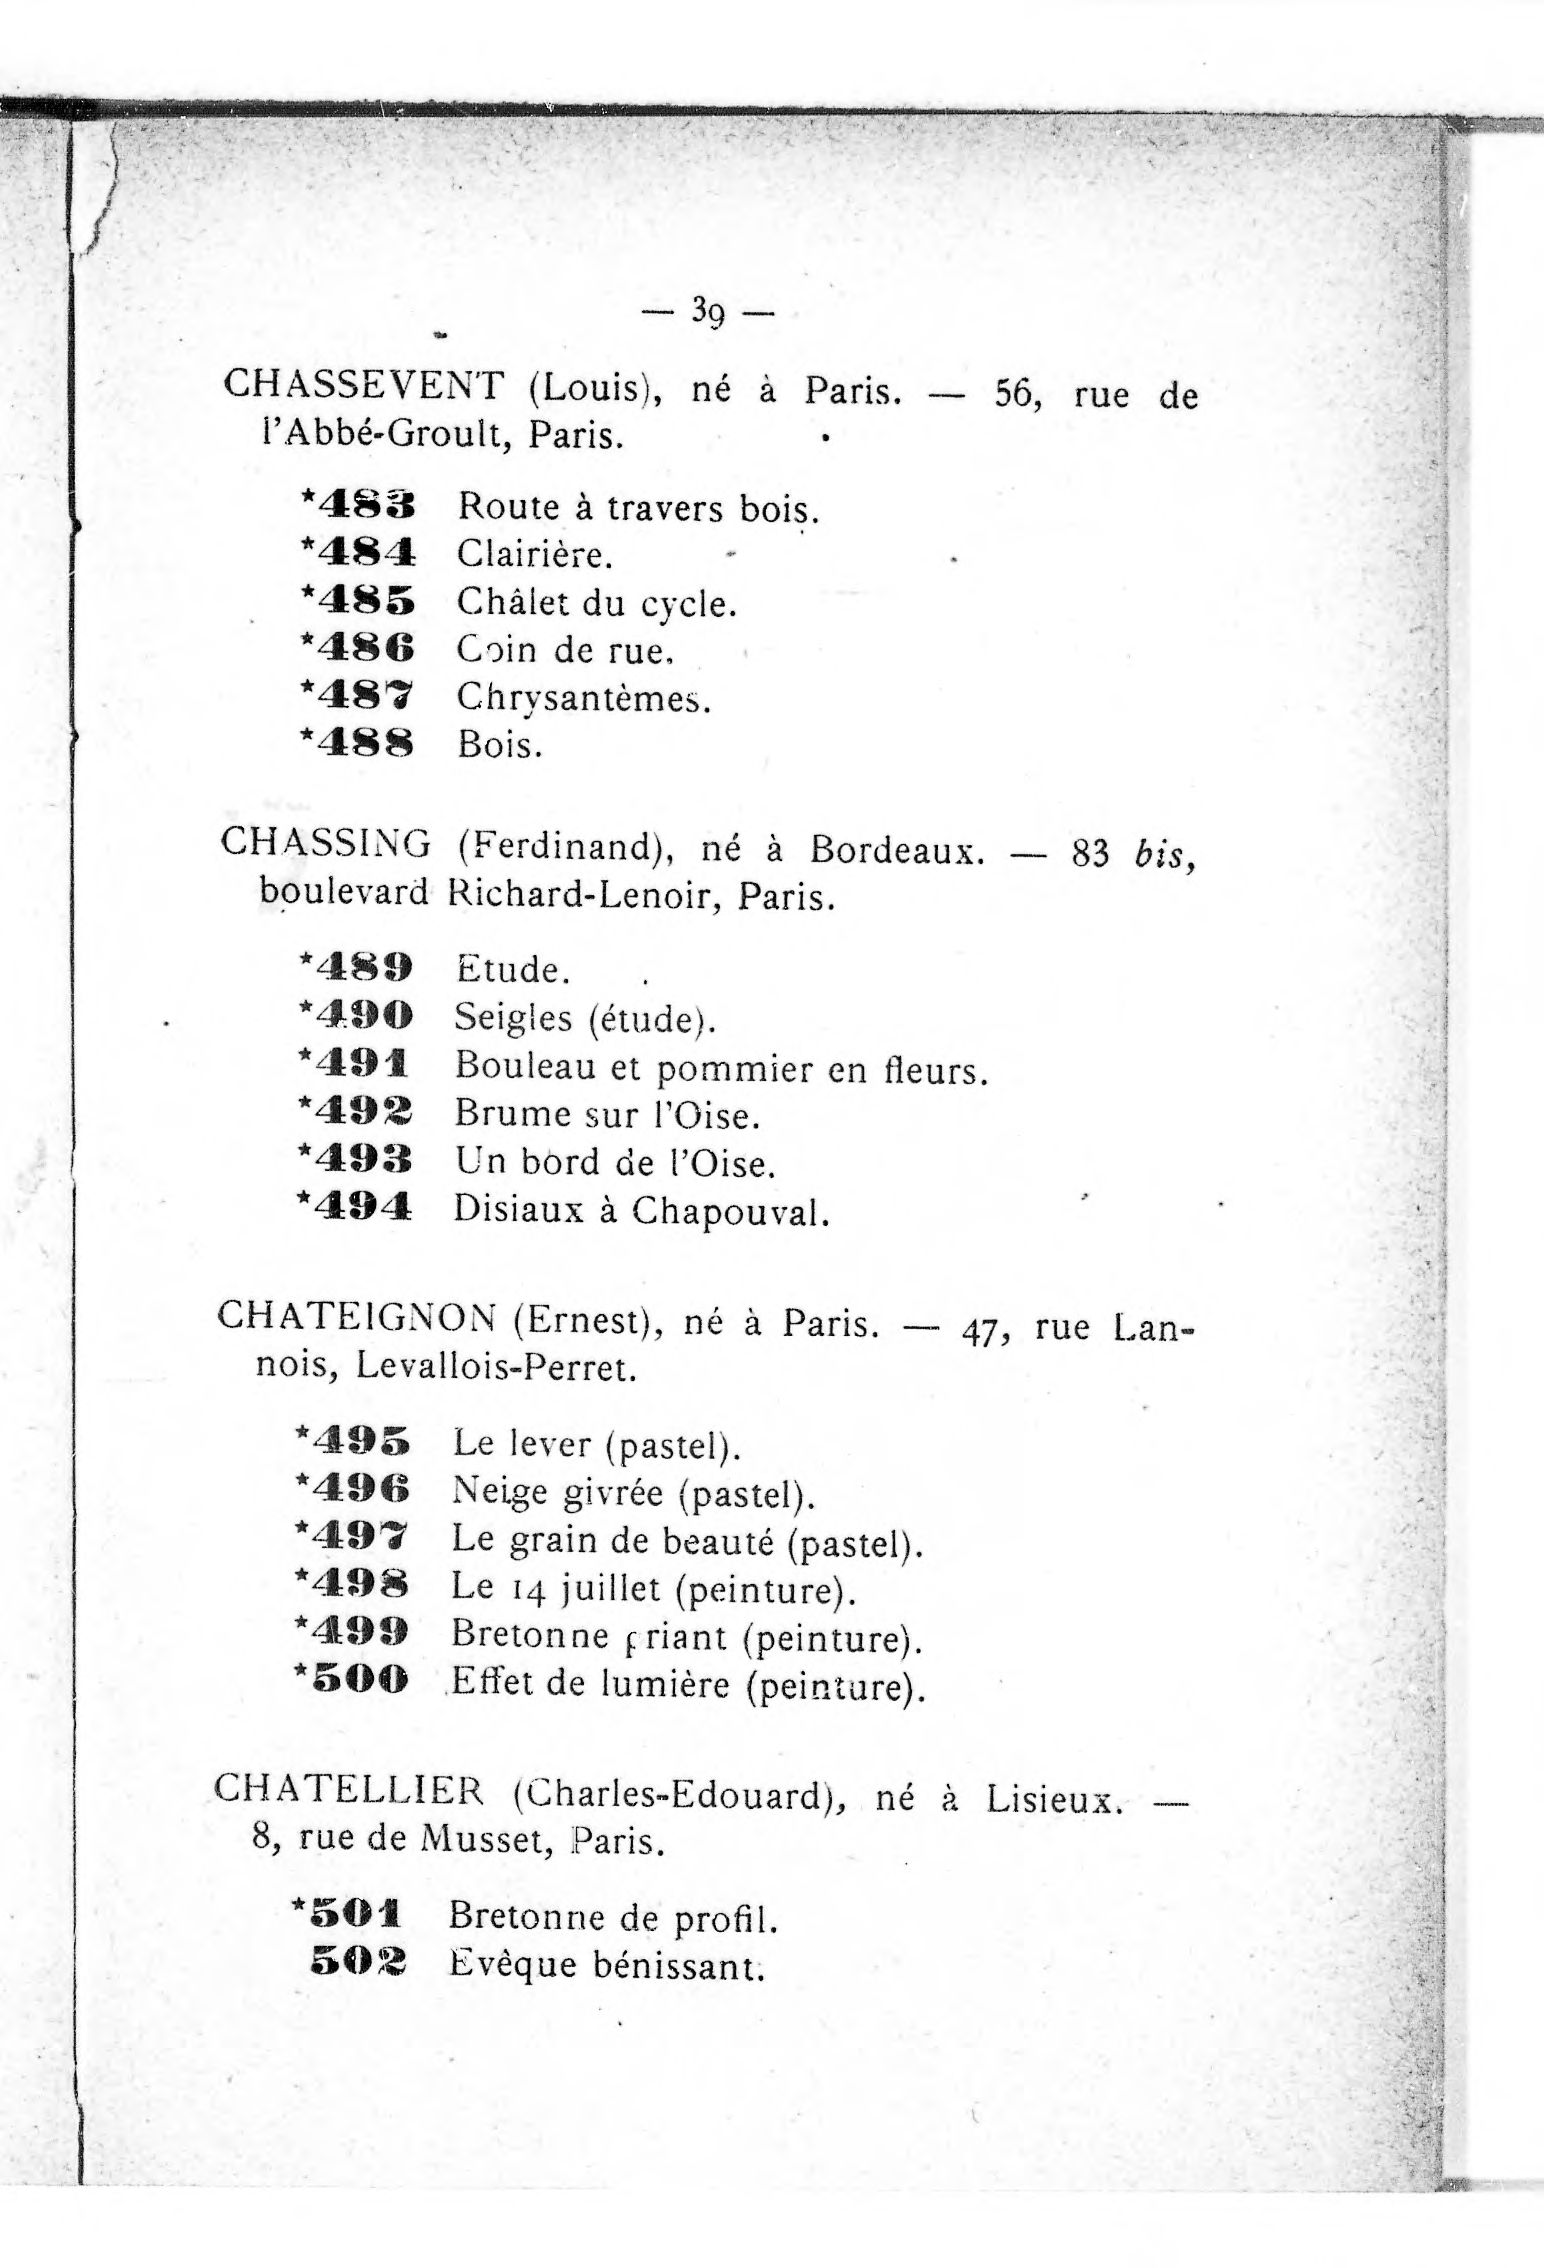 — 39 —
CHASSEVENT (Louis), né à Paris. — 56, rue de
l'Abbé-Groult, Paris.
*483 Route à travers bois.
*484 Clairière.
*485 Châlet du cycle.
*486 Coin de rue.
*487 Chrysantèmes.
*488 Bois.
CHASSING (Ferdinand), né à Bordeaux. — 83 bis,
boulevard Richard-Lenoir, Paris.
*489 Etude.
*490 Seigles (étude).
*491 Bouleau et pommier en fleurs.
*492 Brume sur l'Oise.
*493 Un bord de l'Oise.
*494 Disiaux à Chapouval.
CHATEIGNON (Ernest), né à Paris. — 47, rue Lan-
nois, Levallois-Perret.
*495 Le lever (pastel).
*496 Neige givrée (pastel).
*497 Le grain de beauté (pastel).
*498 Le 14 juillet (peinture).
*499 Bretonne priant (peinture).
*500 Effet de lumière (peinture).
CHATELLIER (Charles-Edouard), né à Lisieux. —
8, rue de Musset, Paris.
*501 Bretonne de profil.
502 Evêque bénissant.